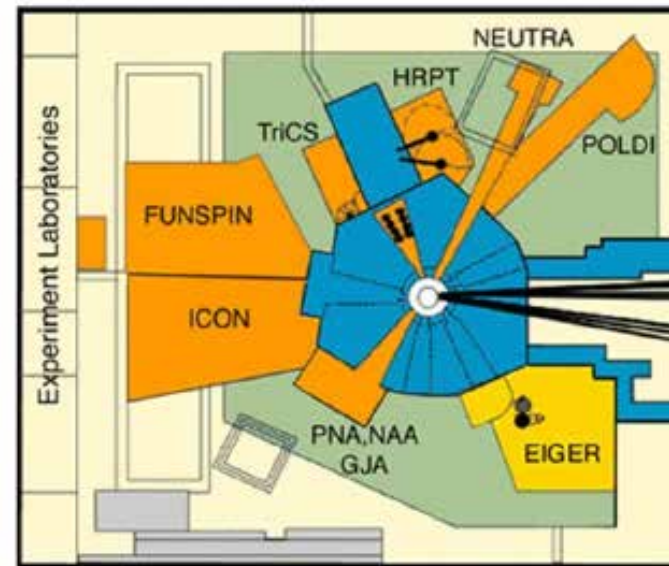 NEUTRA
HRPT
TriCS
POLDI
FUNSPIN
Experiment Laboratories
ICON
PNA,NAA
GJA
EIGER